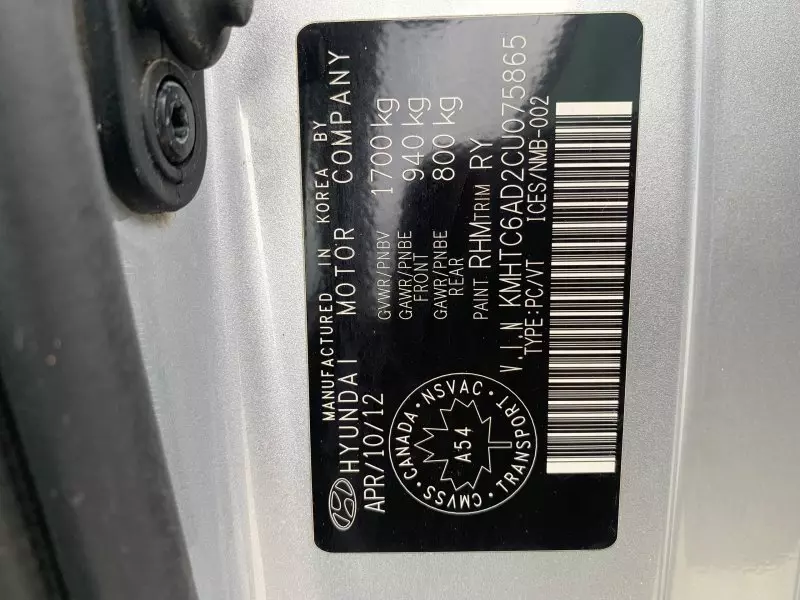 MANUFACTURED IN KOREA BY
HYUNDAI MOTOR COMPANY
APR/10/12
GVWR/PNBV 1700 kg
GAWR/PNBE FRONT 940 kg
GAWR/PNBE REAR 800 kg
PAINT RHM TRIM RY
V.I.N KMHTC6AD2CU075865
TYPE:PC/VT ICES/NMB-002
CANADA • NSVAC • TRANSPORT • CMVSS •
A54